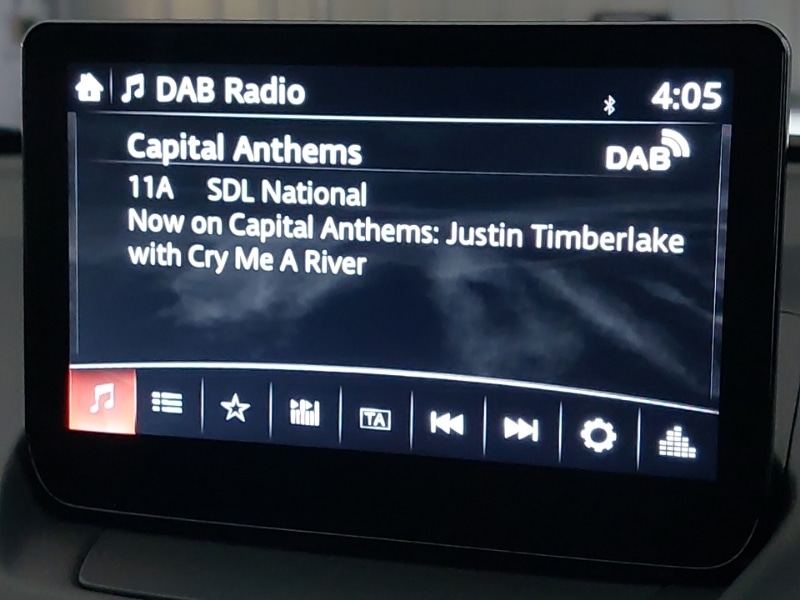 DAB Radio 4:05
Capital Anthems DAB
11A SDL National
Now on Capital Anthems: Justin Timberlake
with Cry Me A River
TA